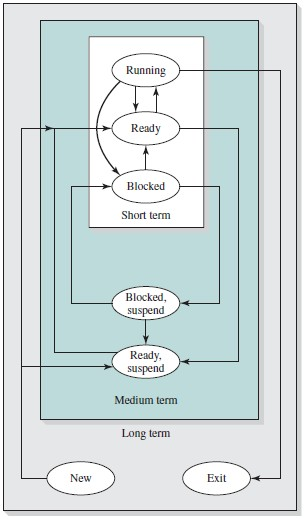 Running
Ready
Blocked
Short term
Blocked,
suspend
Ready,
suspend
Medium term
Long term
New
Exit